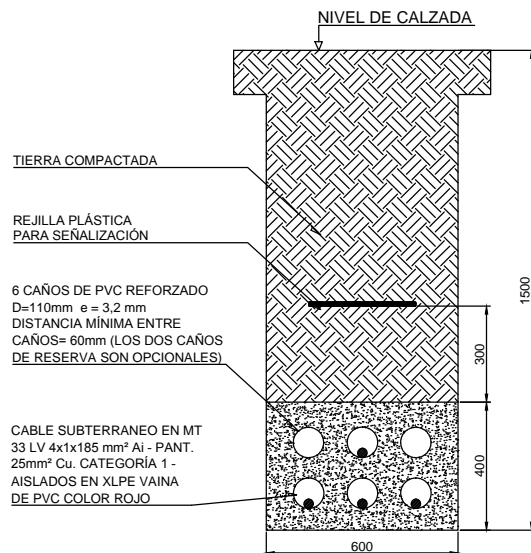 NIVEL DE CALZADA
TIERRA COMPACTADA
REJILLA PLÁSTICA
PARA SEÑALIZACIÓN
6 CAÑOS DE PVC REFORZADO
D=110mm e = 3,2 mm
DISTANCIA MÍNIMA ENTRE
CAÑOS= 60mm (LOS DOS CAÑOS
DE RESERVA SON OPCIONALES)
CABLE SUBTERRANEO EN MT
33 LV 4x1x185 mm² Ai - PANT.
25mm² Cu. CATEGORÍA 1 -
AISLADOS EN XLPE VAINA
DE PVC COLOR ROJO
1500
300
400
600